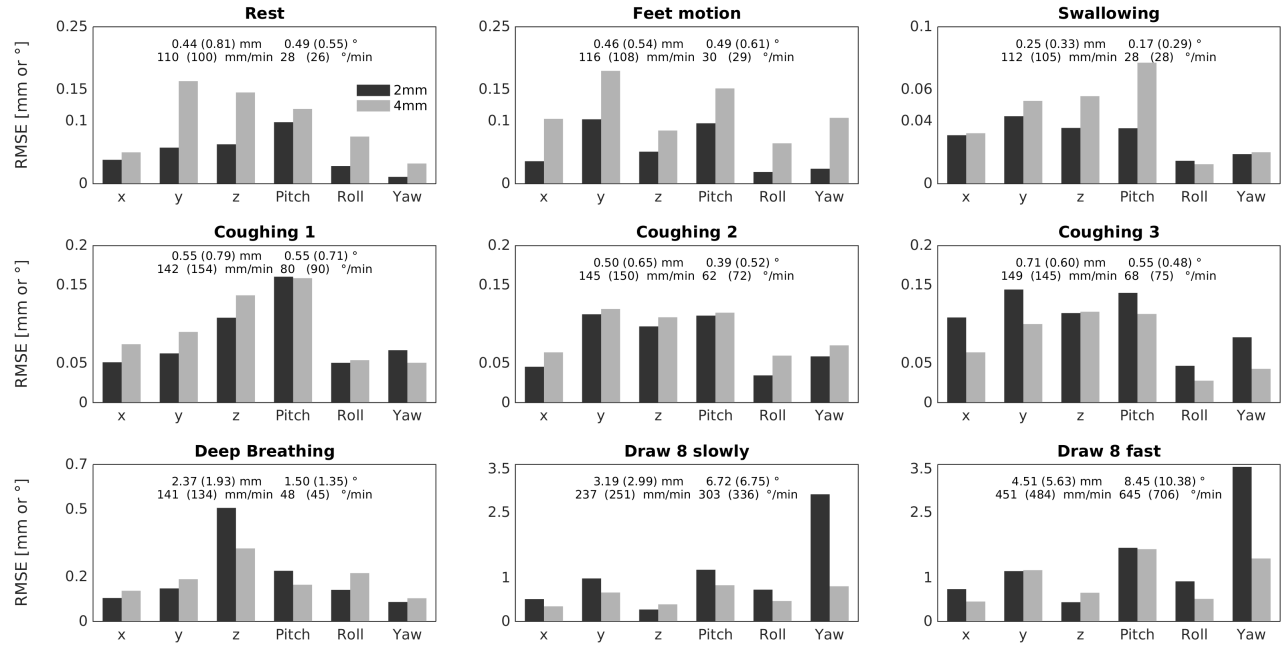 Rest
0.25
0.15
0.1
0
RMSE [mm or °]
0.44 (0.81) mm 0.49 (0.55) °
110 (100) mm/min 28 (26) °/min
2mm
4mm
x y z Pitch Roll Yaw
Feet motion
0.25
0.15
0.1
0
0.46 (0.54) mm 0.49 (0.61) °
116 (108) mm/min 30 (29) °/min
x y z Pitch Roll Yaw
Swallowing
0.1
0.06
0.04
0
0.25 (0.33) mm 0.17 (0.29) °
112 (105) mm/min 28 (28) °/min
x y z Pitch Roll Yaw
Coughing 1
0.2
0.15
0.05
0
RMSE [mm or °]
0.55 (0.79) mm 0.55 (0.71) °
142 (154) mm/min 80 (90) °/min
x y z Pitch Roll Yaw
Coughing 2
0.2
0.15
0.05
0
0.50 (0.65) mm 0.39 (0.52) °
145 (150) mm/min 62 (72) °/min
x y z Pitch Roll Yaw
Coughing 3
0.2
0.15
0.05
0
0.71 (0.60) mm 0.55 (0.48) °
149 (145) mm/min 68 (75) °/min
x y z Pitch Roll Yaw
Deep Breathing
0.7
0.5
0.2
0
RMSE [mm or °]
2.37 (1.93) mm 1.50 (1.35) °
141 (134) mm/min 48 (45) °/min
x y z Pitch Roll Yaw
Draw 8 slowly
3.5
2.5
1
0
3.19 (2.99) mm 6.72 (6.75) °
237 (251) mm/min 303 (336) °/min
x y z Pitch Roll Yaw
Draw 8 fast
3.5
2.5
1
0
4.51 (5.63) mm 8.45 (10.38) °
451 (484) mm/min 645 (706) °/min
x y z Pitch Roll Yaw